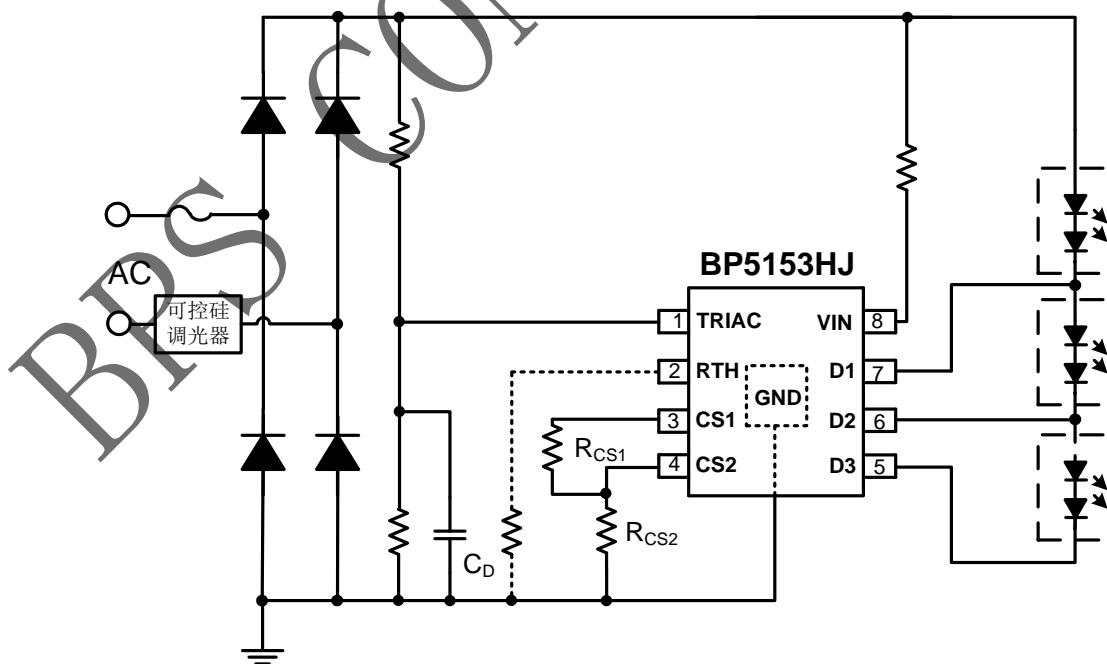 BPS CON
BP5153HJ
AC
可控硅
调光器
1 TRIAC
2 RTH
3 CS1
4 CS2
GND
VIN 8
D1 7
D2 6
D3 5
RCS1
RCS2
CD